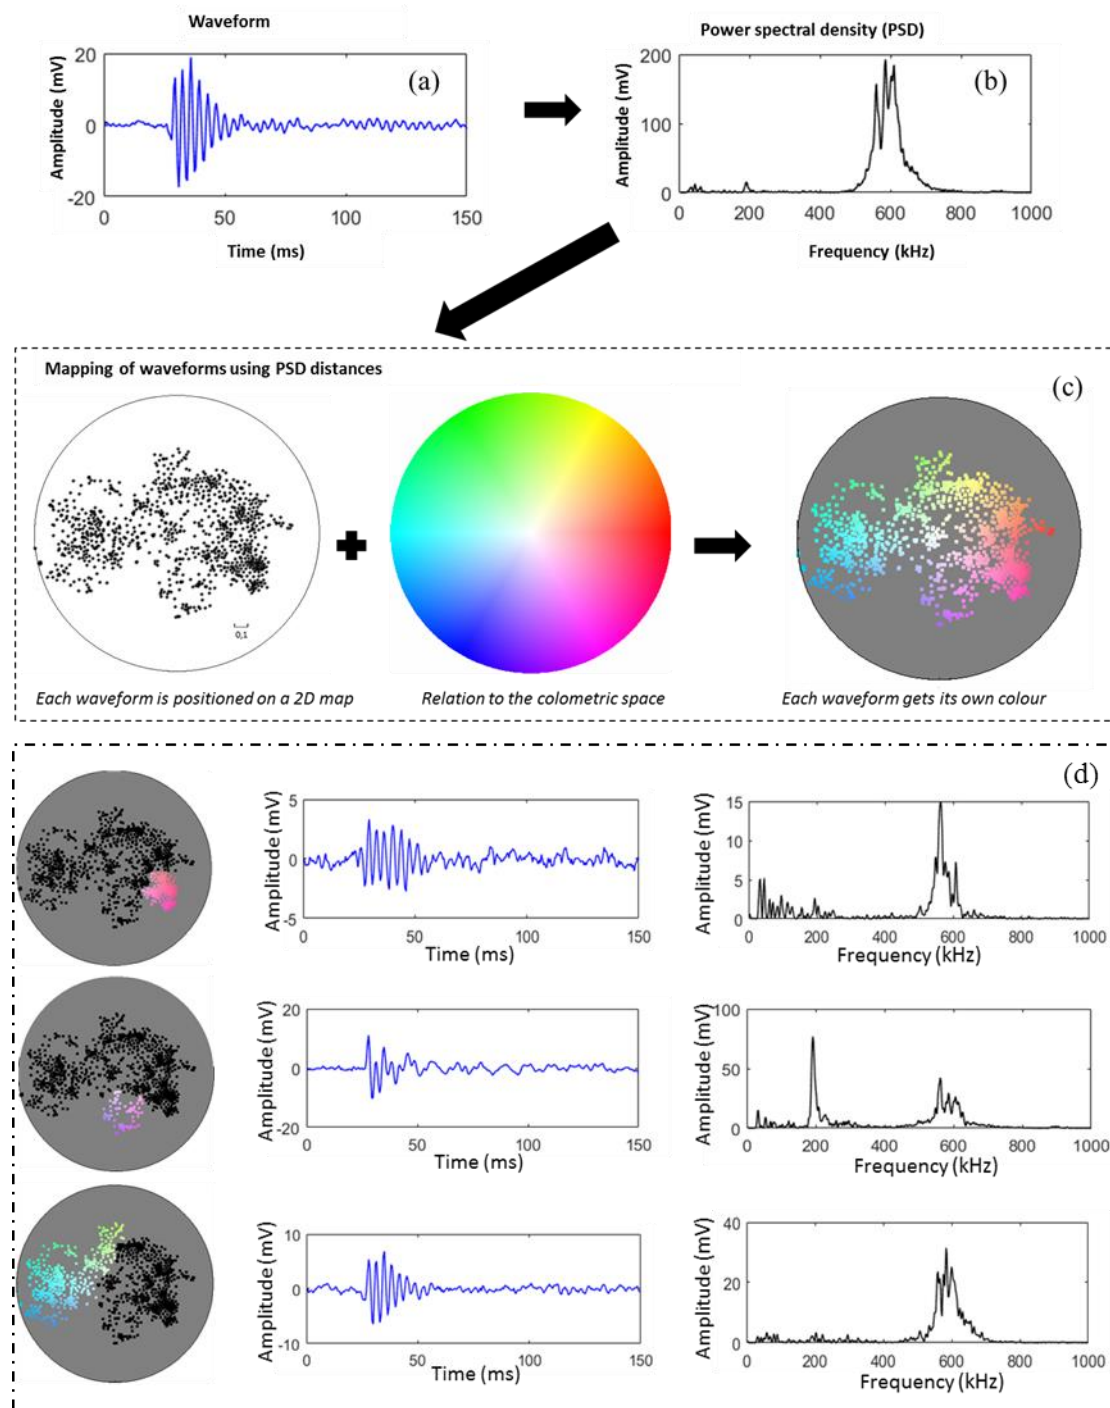 Waveform
Power spectral density (PSD)
Amplitude (mV)
20
0
-20
(a)
0
50
100
150
Time (ms)
Amplitude (mV)
200
100
0
(b)
0
200
400
600
800
1000
Frequency (kHz)
Mapping of waveforms using PSD distances
(c)
0,1
Each waveform is positioned on a 2D map
Relation to the colometric space
Each waveform gets its own colour
(d)
Amplitude (mV)
5
0
-5
0
50
100
150
Time (ms)
Amplitude (mV)
15
10
5
0
0
200
400
600
800
1000
Frequency (kHz)
Amplitude (mV)
20
0
-20
0
50
100
150
Time (ms)
Amplitude (mV)
100
50
0
0
200
400
600
800
1000
Frequency (kHz)
Amplitude (mV)
10
0
-10
0
50
100
150
Time (ms)
Amplitude (mV)
40
20
0
0
200
400
600
800
1000
Frequency (kHz)